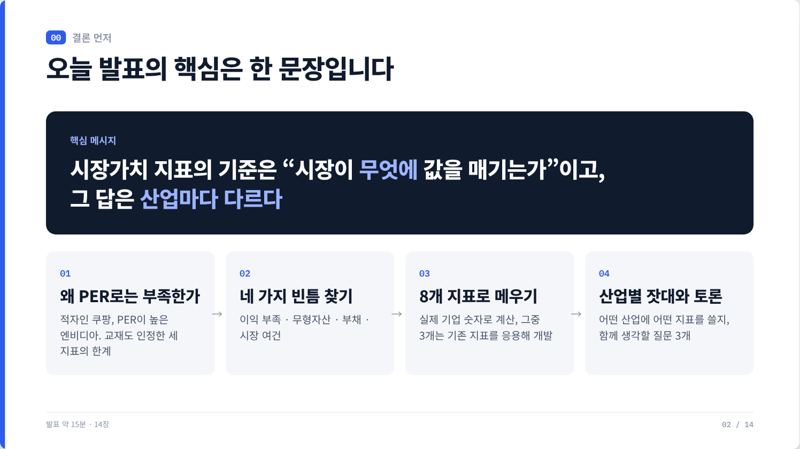 00 결론 먼저
오늘 발표의 핵심은 한 문장입니다
핵심 메시지
시장가치 지표의 기준은 “시장이 무엇에 값을 매기는가”이고,
그 답은 산업마다 다르다
01
왜 PER로는 부족한가
적자인 쿠팡, PER이 높은
엔비디아. 교재도 인정한 세
지표의 한계
→
02
네 가지 빈틈 찾기
이익 부족 · 무형자산 · 부채 ·
시장 여건
→
03
8개 지표로 메우기
실제 기업 숫자로 계산, 그중
3개는 기존 지표를 응용해 개발
→
04
산업별 잣대와 토론
어떤 산업에 어떤 지표를 쓸지,
함께 생각할 질문 3개
발표 약 15분 · 14장
02 / 14